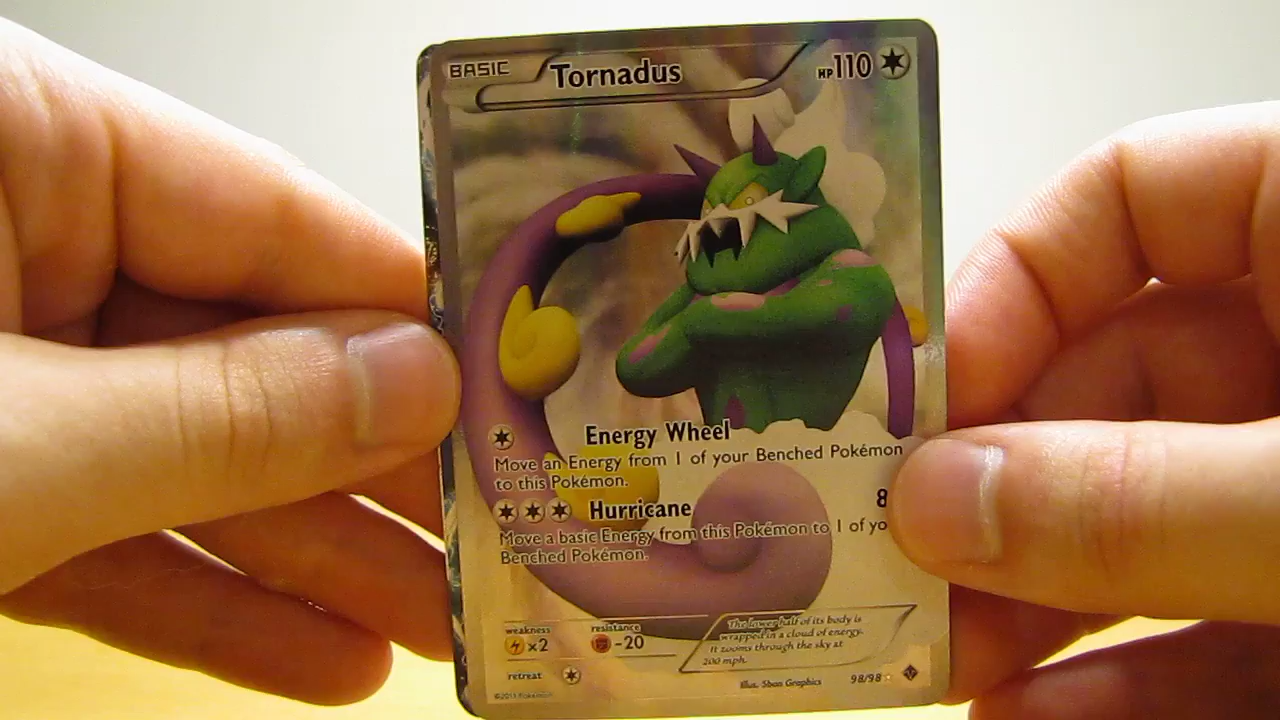 BASIC Tornadus HP110
Energy Wheel
Move an Energy from 1 of your Benched Pokémon
to this Pokémon.
Hurricane 8
Move a basic Energy from this Pokémon to 1 of yo
Benched Pokémon.
weakness resistance
×2 -20
retreat
The lower half of its body is
wrapped in a cloud of energy.
It zooms through the sky at
200 mph.
Illus. 5ban Graphics 98/98
©2011 Pokémon